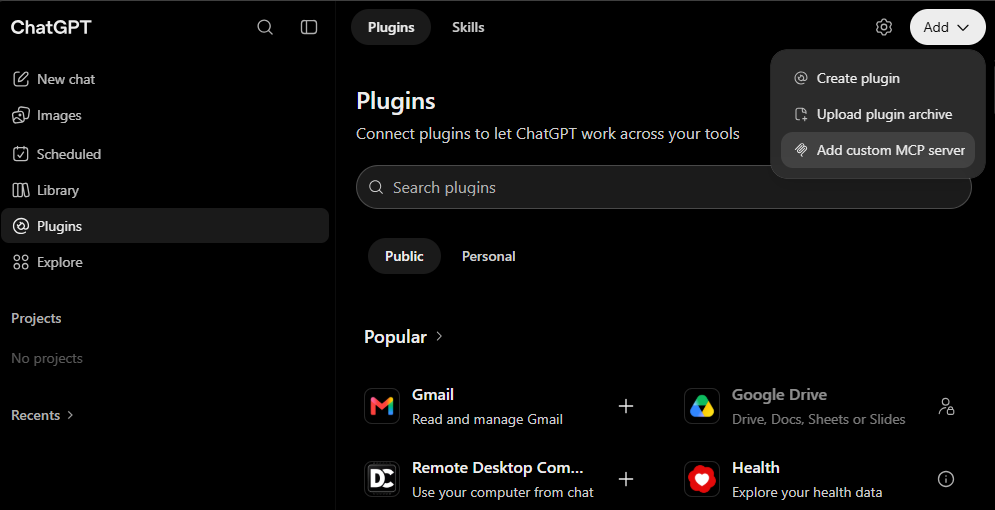 ChatGPT
New chat
Images
Scheduled
Library
Plugins
Explore
Projects
No projects
Recents
Plugins
Skills
Add
Create plugin
Upload plugin archive
Add custom MCP server
Plugins
Connect plugins to let ChatGPT work across your tools
Search plugins
Public
Personal
Popular
Gmail
Read and manage Gmail
Google Drive
Drive, Docs, Sheets or Slides
DC
Remote Desktop Com...
Use your computer from chat
Health
Explore your health data